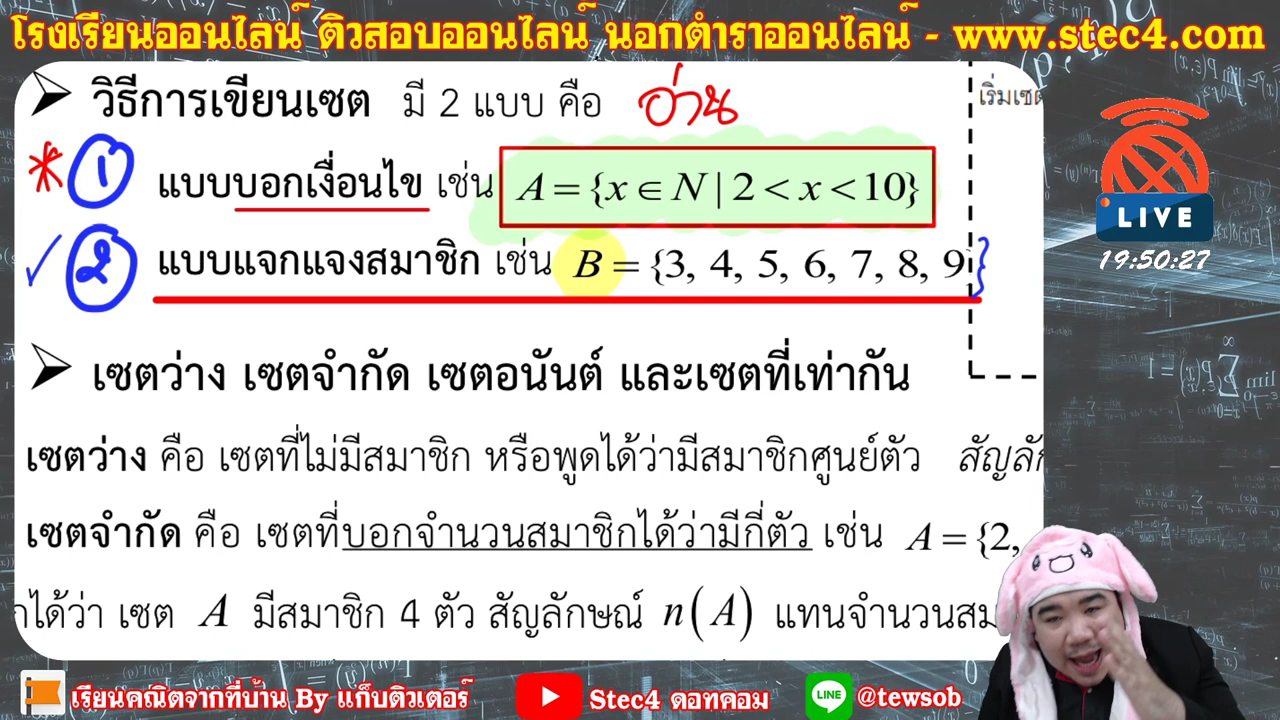 โรงเรียนออนไลน์ ติวสอบออนไลน์ นอกตำราออนไลน์ - www.stec4.com
วิธีการเขียนเซต มี 2 แบบ คือ อ่าน
เริ่มเซต
* 1 แบบบอกเงื่อนไข เช่น A = {x ∈ N | 2 < x < 10}
LIVE
19:50:27
✓ 2 แบบแจกแจงสมาชิก เช่น B = {3, 4, 5, 6, 7, 8, 9}
เซตว่าง เซตจำกัด เซตอนันต์ และเซตที่เท่ากัน
เซตว่าง คือ เซตที่ไม่มีสมาชิก หรือพูดได้ว่ามีสมาชิกศูนย์ตัว
เซตจำกัด คือ เซตที่บอกจำนวนสมาชิกได้ว่ามีกี่ตัว เช่น A = {2,
กได้ว่า เซต A มีสมาชิก 4 ตัว สัญลักษณ์ n(A) แทนจำนวนสม
เรียนคณิตจากที่บ้าน By แก็บติวเตอร์
Stec4 ดอทคอม
LINE @tewsob